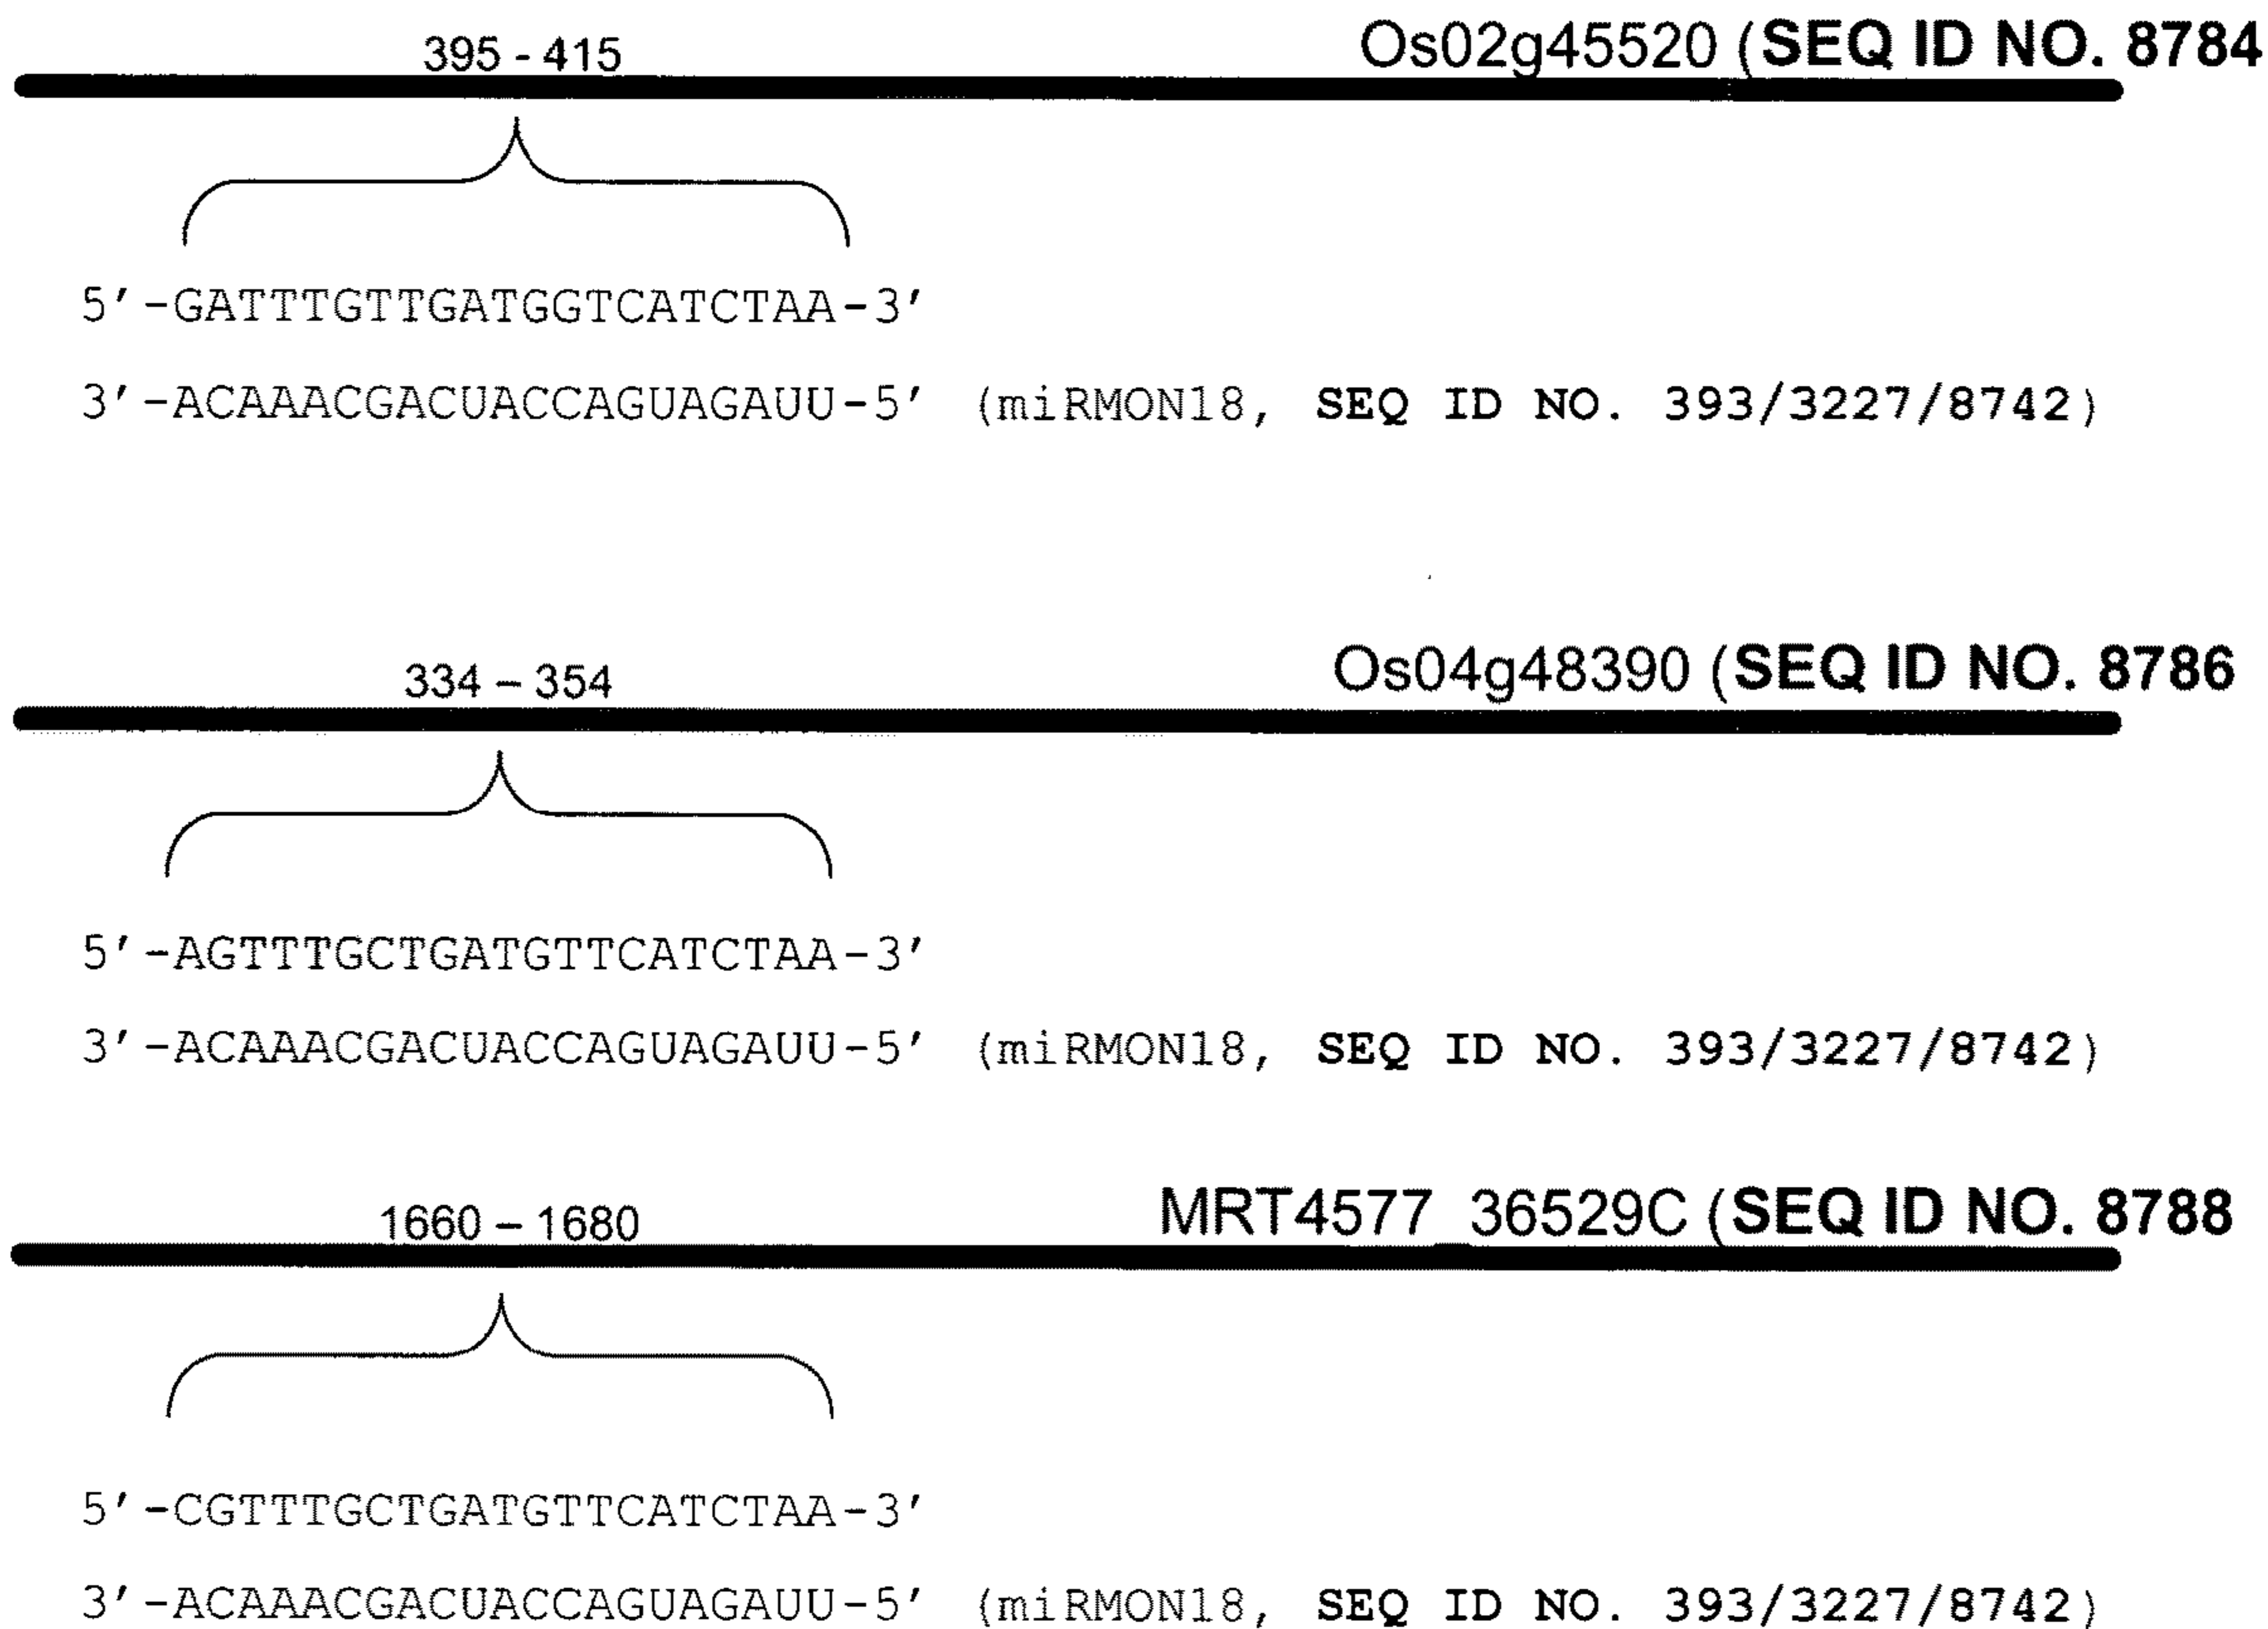 395 - 415 Os02g45520 (SEQ ID NO. 8784
5'-GATTTGTTGATGGTCATCTAA-3'
3'-ACAAACGACUACCAGUAGAUU-5' (miRMON18, SEQ ID NO. 393/3227/8742)
334 – 354 Os04g48390 (SEQ ID NO. 8786
5'-AGTTTGCTGATGTTCATCTAA-3'
3'-ACAAACGACUACCAGUAGAUU-5' (miRMON18, SEQ ID NO. 393/3227/8742)
1660 – 1680 MRT4577_36529C (SEQ ID NO. 8788
5'-CGTTTGCTGATGTTCATCTAA-3'
3'-ACAAACGACUACCAGUAGAUU-5' (miRMON18, SEQ ID NO. 393/3227/8742)